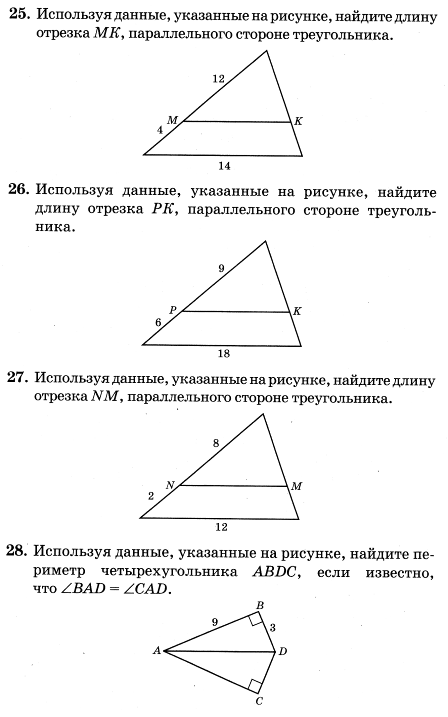 25. Используя данные, указанные на рисунке, найдите длину
отрезка MK, параллельного стороне треугольника.
12
M
K
4
14
26. Используя данные, указанные на рисунке, найдите
длину отрезка PK, параллельного стороне треуголь-
ника.
9
P
K
6
18
27. Используя данные, указанные на рисунке, найдите длину
отрезка NM, параллельного стороне треугольника.
8
N
M
2
12
28. Используя данные, указанные на рисунке, найдите пе-
риметр четырехугольника ABDC, если известно,
что ∠BAD = ∠CAD.
B
9
3
A
D
C